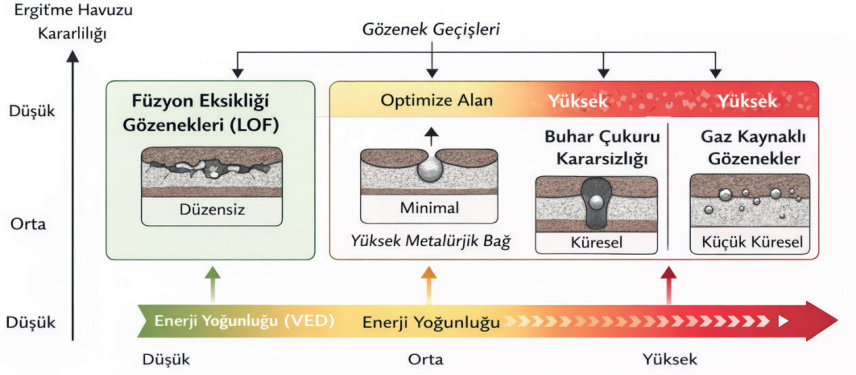 Ergitme Havuzu
Kararlılığı
Gözenek Geçişleri
Düşük
Orta
Düşük
Füzyon Eksikliği
Gözenekleri (LOF)
Düzensiz
Optimize Alan
Yüksek
Yüksek
Minimal
Yüksek Metalürjik Bağ
Buhar Çukuru
Kararsızlığı
Küresel
Gaz Kaynaklı
Gözenekler
Küçük Küresel
Enerji Yoğunluğu (VED)
Enerji Yoğunluğu
Düşük
Orta
Yüksek